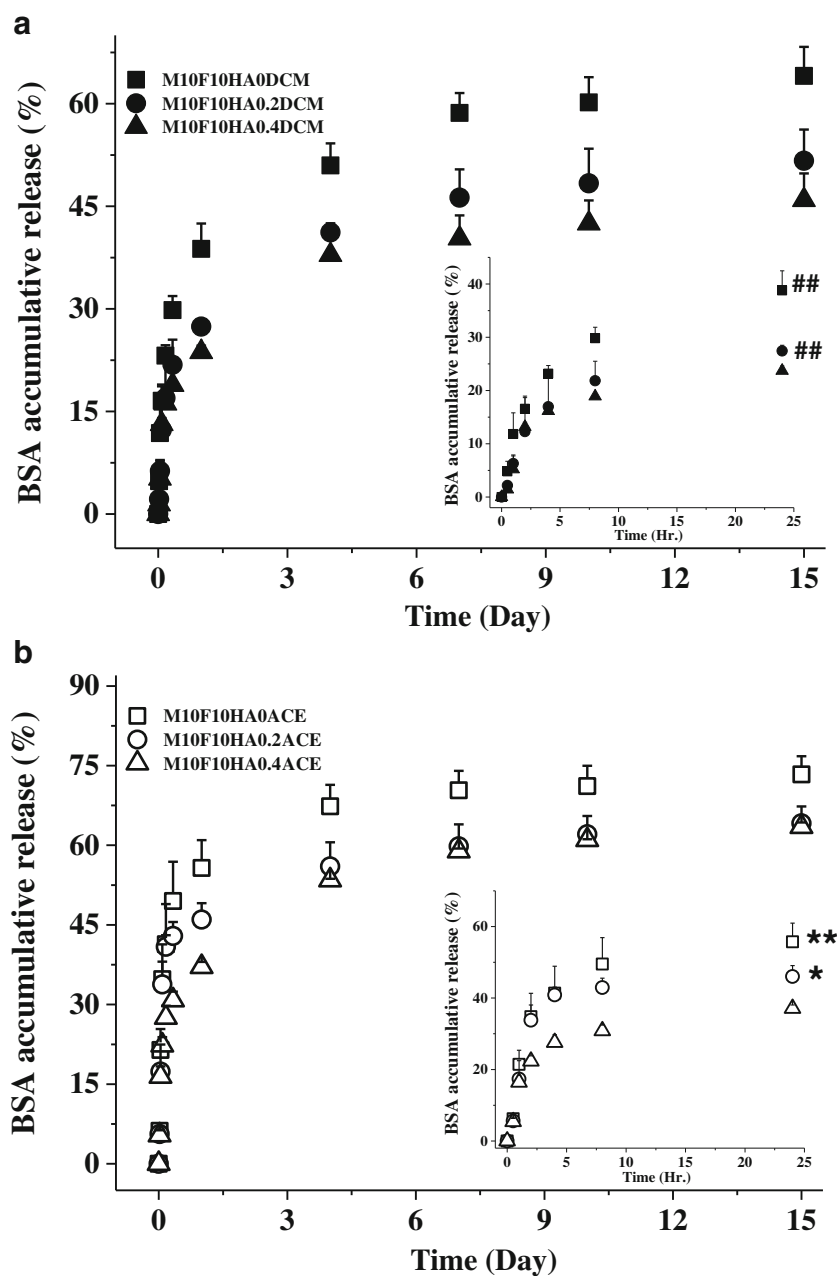 a
BSA accumulative release (%)
60
45
30
15
0
M10F10HA0DCM
M10F10HA0.2DCM
M10F10HA0.4DCM
BSA accumulative release (%)
40
30
20
10
0
##
##
0 5 10 15 20 25
Time (Hr.)
0 3 6 9 12 15
Time (Day)
b
BSA accumulative release (%)
90
75
60
45
30
15
0
M10F10HA0ACE
M10F10HA0.2ACE
M10F10HA0.4ACE
BSA accumulative release (%)
60
40
20
0
**
*
0 5 10 15 20 25
Time (Hr.)
0 3 6 9 12 15
Time (Day)